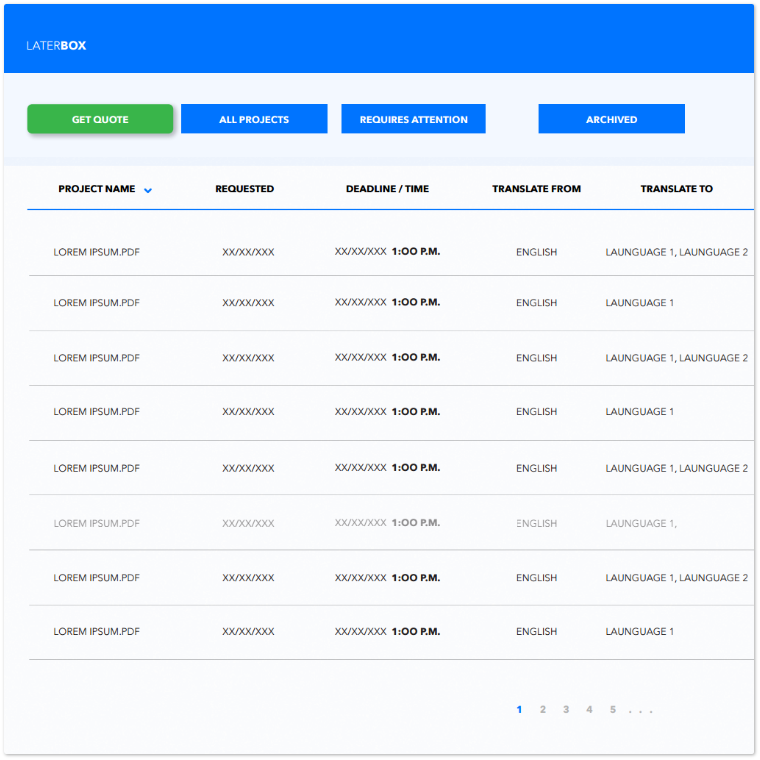 LATERBOX
GET QUOTE ALL PROJECTS REQUIRES ATTENTION ARCHIVED
PROJECT NAME REQUESTED DEADLINE / TIME TRANSLATE FROM TRANSLATE TO
LOREM IPSUM.PDF XX/XX/XXX XX/XX/XXX 1:OO P.M. ENGLISH LAUNGUAGE 1, LAUNGUAGE 2
LOREM IPSUM.PDF XX/XX/XXX XX/XX/XXX 1:OO P.M. ENGLISH LAUNGUAGE 1
LOREM IPSUM.PDF XX/XX/XXX XX/XX/XXX 1:OO P.M. ENGLISH LAUNGUAGE 1, LAUNGUAGE 2
LOREM IPSUM.PDF XX/XX/XXX XX/XX/XXX 1:OO P.M. ENGLISH LAUNGUAGE 1
LOREM IPSUM.PDF XX/XX/XXX XX/XX/XXX 1:OO P.M. ENGLISH LAUNGUAGE 1, LAUNGUAGE 2
LOREM IPSUM.PDF XX/XX/XXX XX/XX/XXX 1:OO P.M. ENGLISH LAUNGUAGE 1,
LOREM IPSUM.PDF XX/XX/XXX XX/XX/XXX 1:OO P.M. ENGLISH LAUNGUAGE 1, LAUNGUAGE 2
LOREM IPSUM.PDF XX/XX/XXX XX/XX/XXX 1:OO P.M. ENGLISH LAUNGUAGE 1
1 2 3 4 5 . . .